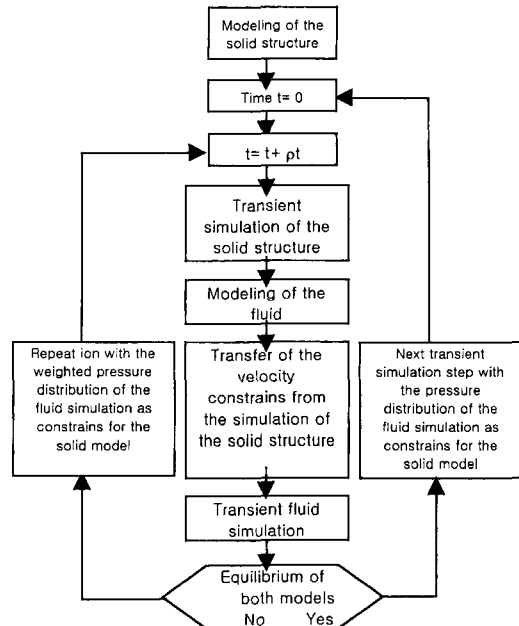 Modeling of the
solid structure
Time t= 0
t= t+ ρt
Transient
simulation of the
solid structure
Modeling of the
fluid
Repeat ion with the
weighted pressure
distribution of the
fluid simulation as
constrains for the
solid model
Transfer of the
velocity
constrains from the
simulation of
the solid structure
Next transient
simulation step with
the pressure
distribution of the
fluid simulation as
constrains for the
solid model
Transient fluid
simulation
Equilibrium of
both models
No Yes